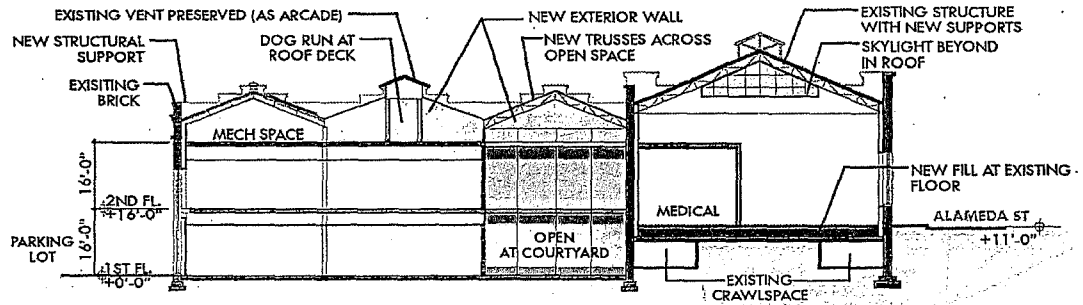 EXISTING VENT PRESERVED (AS ARCADE)
NEW STRUCTURAL
SUPPORT
DOG RUN AT
ROOF DECK
EXISITING
BRICK
NEW EXTERIOR WALL
NEW TRUSSES ACROSS
OPEN SPACE
EXISTING STRUCTURE
WITH NEW SUPPORTS
SKYLIGHT BEYOND
IN ROOF
MECH SPACE
16'-0"
2ND FL.
+16'-0"
16'-0"
PARKING
LOT
1ST FL.
+0'-0"
OPEN
AT COURTYARD
MEDICAL
NEW FILL AT EXISTING
FLOOR
ALAMEDA ST
+11'-0"
EXISTING
CRAWLSPACE